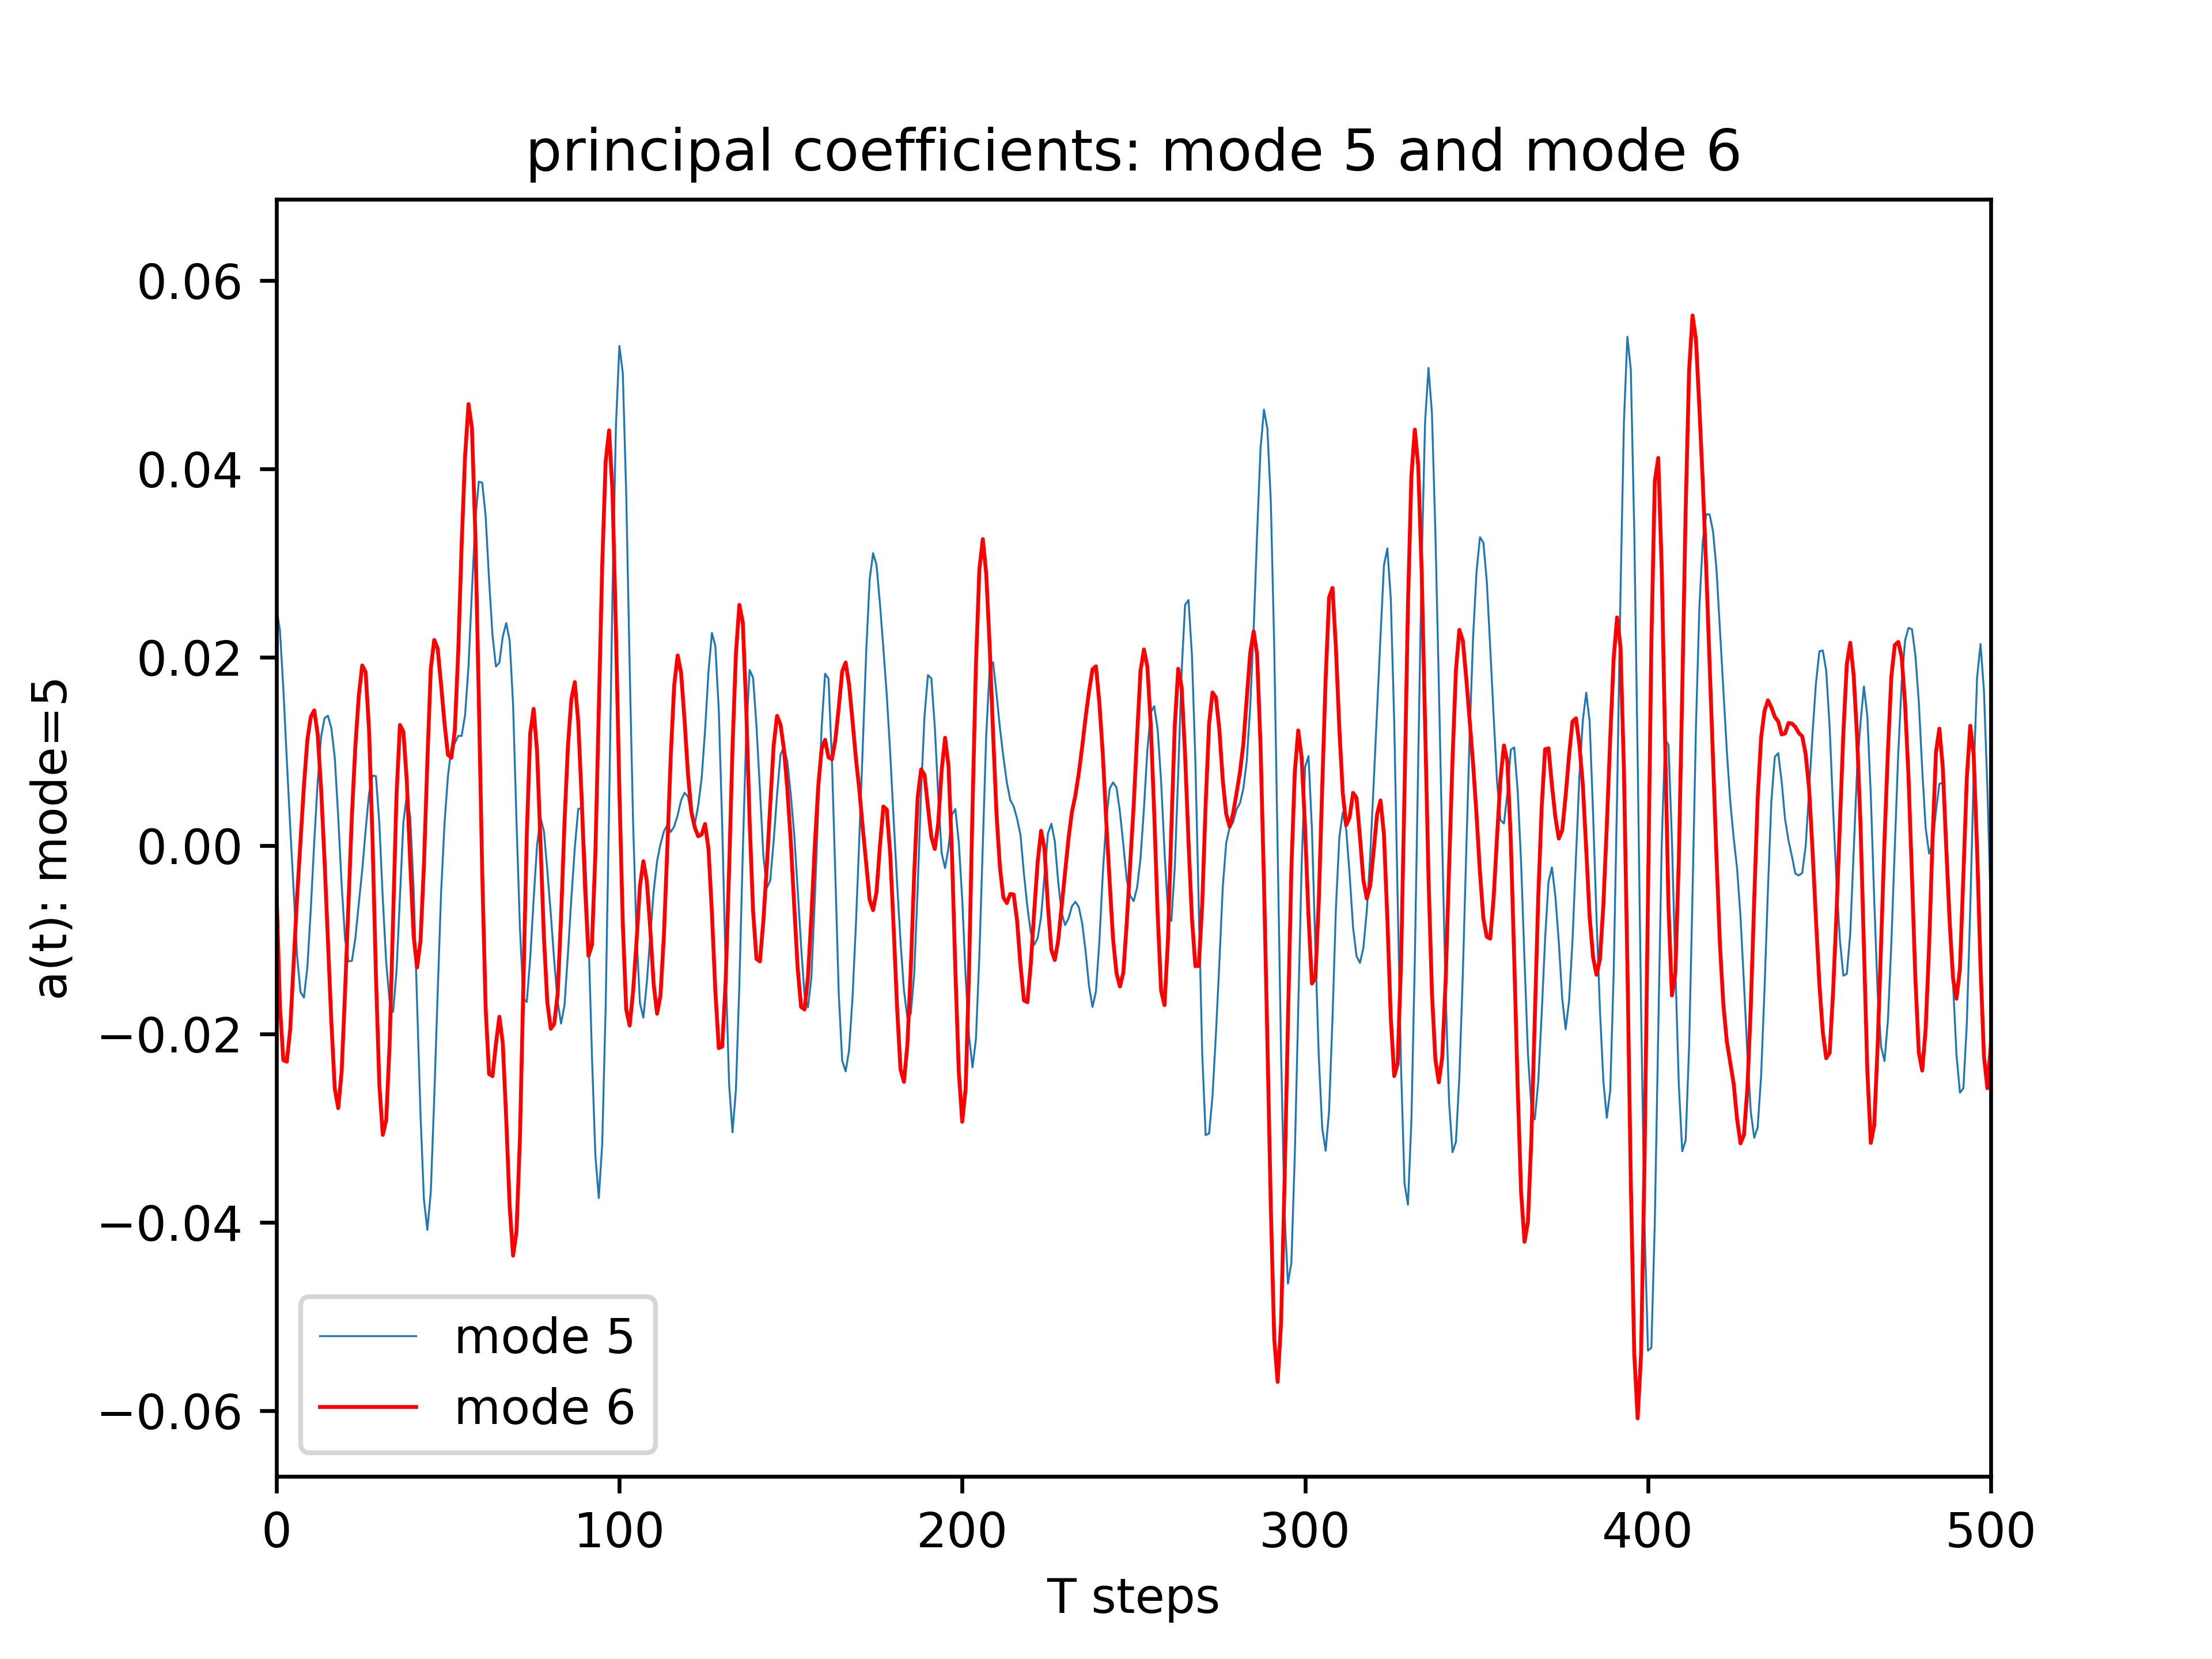 principal coefficients: mode 5 and mode 6
a(t): mode=5
0.06
0.04
0.02
0.00
−0.02
−0.04
−0.06
mode 5
mode 6
0 100 200 300 400 500
T steps